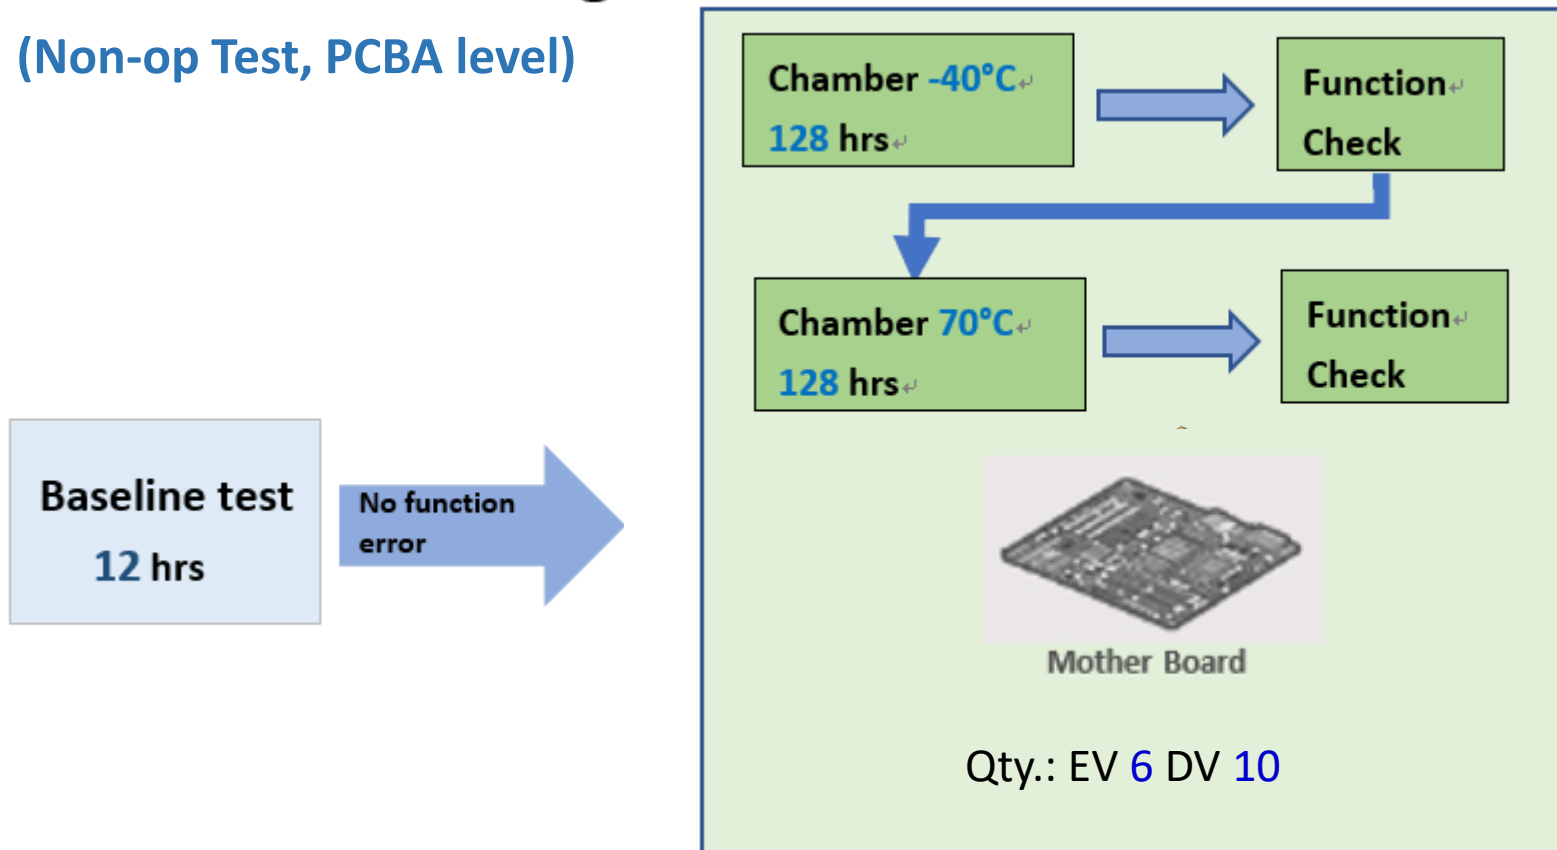 (Non-op Test, PCBA level)
Chamber -40°C↵
128 hrs↵
Function↵
Check
Chamber 70°C↵
128 hrs↵
Function↵
Check
Baseline test
12 hrs
No function
error
Mother Board
Qty.: EV 6 DV 10